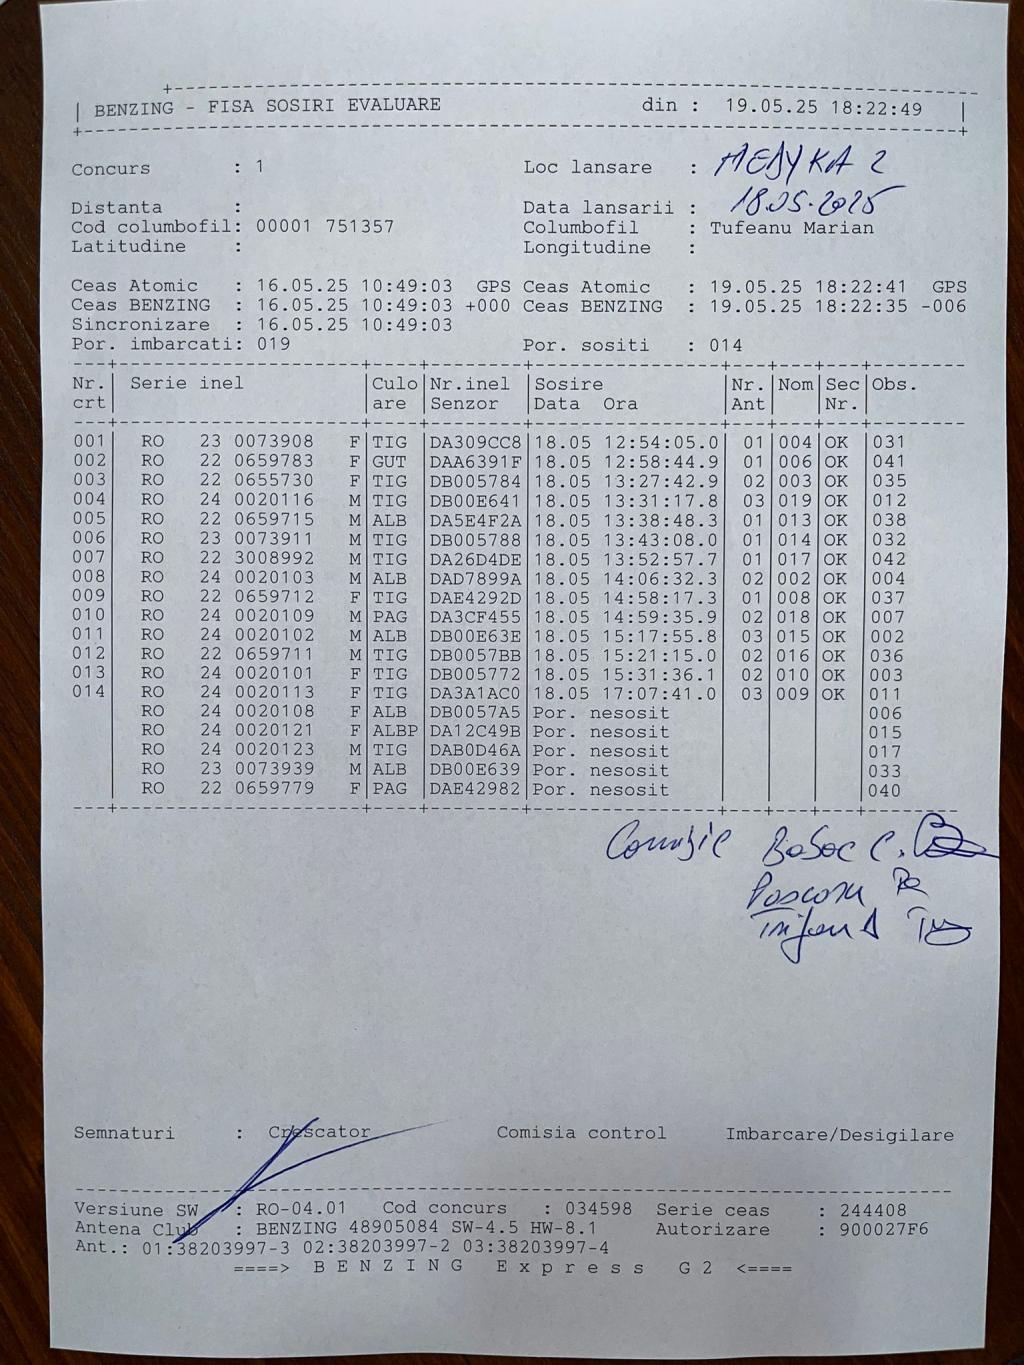 BENZING - FISA SOSIRI EVALUARE din : 19.05.25 18:22:49
Concurs : 1 Loc lansare : MEDYKA 2
Distanta : Data lansarii : 18.05.2025
Cod columbofil: 00001 751357 Columbofil : Tufeanu Marian
Latitudine : Longitudine :
Ceas Atomic : 16.05.25 10:49:03 GPS Ceas Atomic : 19.05.25 18:22:41 GPS
Ceas BENZING : 16.05.25 10:49:03 +000 Ceas BENZING : 19.05.25 18:22:35 -006
Sincronizare : 16.05.25 10:49:03
Por. imbarcati: 019 Por. sositi : 014
Nr. Serie inel Culo Nr.inel Sosire Nr. Nom Sec Obs.
crt are Senzor Data Ora Ant Nr.
001 RO 23 0073908 F TIG DA309CC8 18.05 12:54:05.0 01 004 OK 031
002 RO 22 0659783 F GUT DAA6391F 18.05 12:58:44.9 01 006 OK 041
003 RO 22 0655730 F TIG DB005784 18.05 13:27:42.9 02 003 OK 035
004 RO 24 0020116 M TIG DB00E641 18.05 13:31:17.8 03 019 OK 012
005 RO 22 0659715 M ALB DA5E4F2A 18.05 13:38:48.3 01 013 OK 038
006 RO 23 0073911 M TIG DB005788 18.05 13:43:08.0 01 014 OK 032
007 RO 22 3008992 M TIG DA26D4DE 18.05 13:52:57.7 01 017 OK 042
008 RO 24 0020103 M ALB DAD7899A 18.05 14:06:32.3 02 002 OK 004
009 RO 22 0659712 F TIG DAE4292D 18.05 14:58:17.3 01 008 OK 037
010 RO 24 0020109 M PAG DA3CF455 18.05 14:59:35.9 02 018 OK 007
011 RO 24 0020102 M ALB DB00E63E 18.05 15:17:55.8 03 015 OK 002
012 RO 22 0659711 M TIG DB0057BB 18.05 15:21:15.0 02 016 OK 036
013 RO 24 0020101 F TIG DB005772 18.05 15:31:36.1 02 010 OK 003
014 RO 24 0020113 F TIG DA3A1AC0 18.05 17:07:41.0 03 009 OK 011
RO 24 0020108 F ALB DB0057A5 Por. nesosit 006
RO 24 0020121 F ALBP DA12C49B Por. nesosit 015
RO 24 0020123 M TIG DAB0D46A Por. nesosit 017
RO 23 0073939 M ALB DB00E639 Por. nesosit 033
RO 22 0659779 F PAG DAE42982 Por. nesosit 040
Comisie
Semnaturi : Crescator Comisia control Imbarcare/Desigilare
Versiune SW : RO-04.01 Cod concurs : 034598 Serie ceas : 244408
Antena Club : BENZING 48905084 SW-4.5 HW-8.1 Autorizare : 900027F6
Ant.: 01:38203997-3 02:38203997-2 03:38203997-4
====> B E N Z I N G E x p r e s s G 2 <====